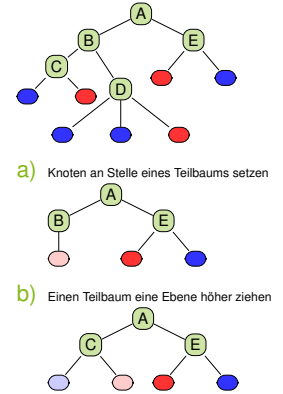 A
B
E
C
D
a) Knoten an Stelle eines Teilbaums setzen
A
B
E
b) Einen Teilbaum eine Ebene höher ziehen
A
C
E